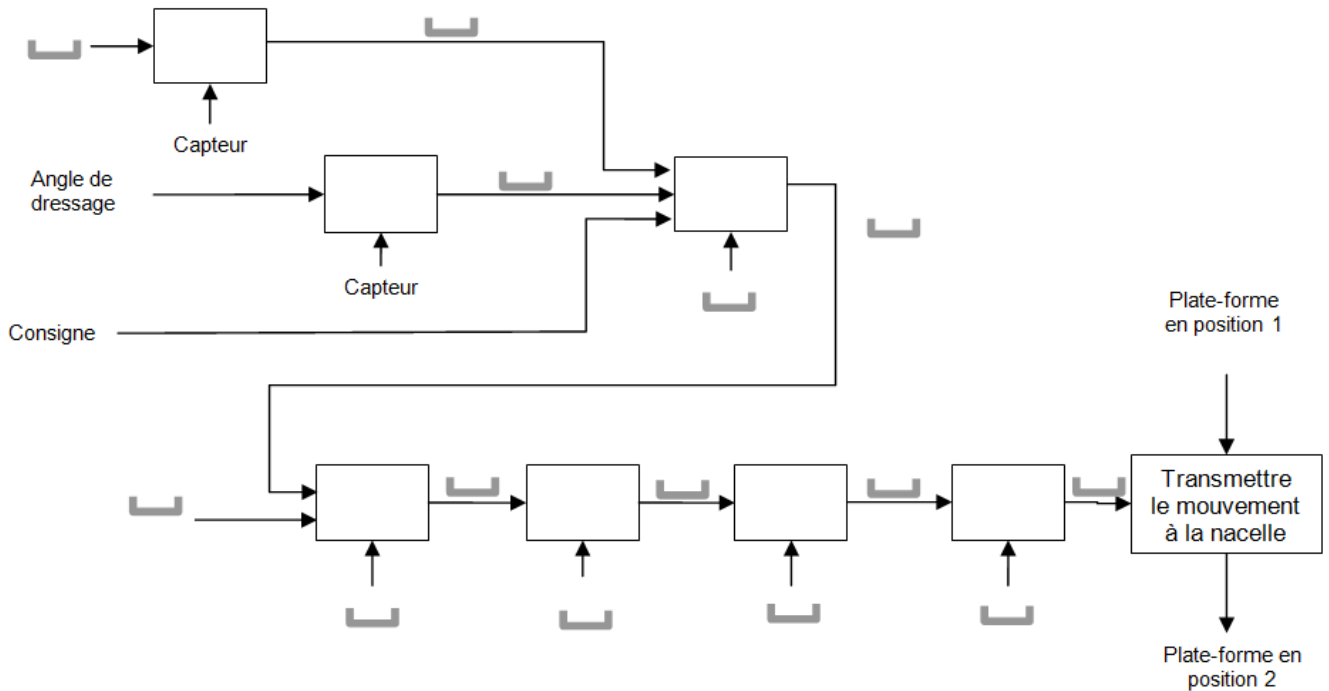 Capteur
Angle de
dressage
Capteur
Consigne
Plate-forme
en position 1
Transmettre
le mouvement
à la nacelle
Plate-forme en
position 2